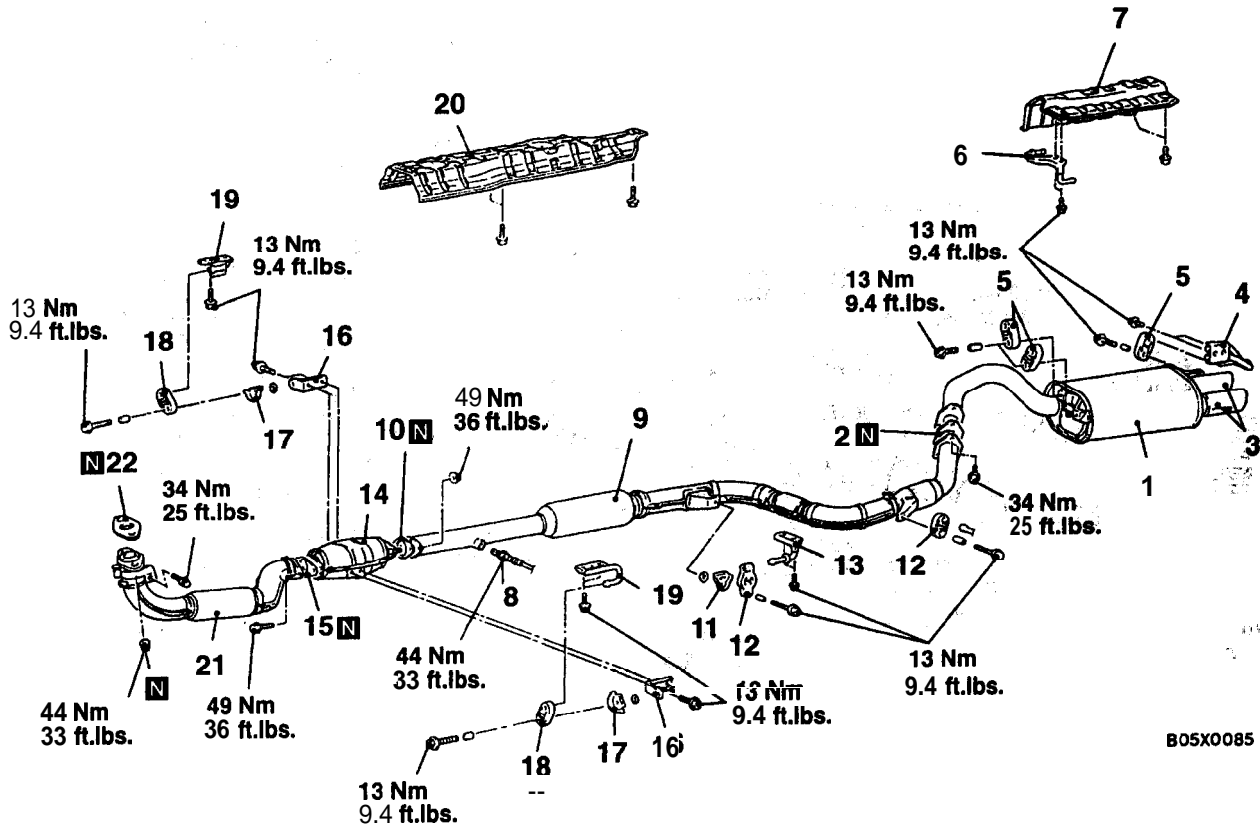 7
20
6
19
13 Nm
9.4 ft.lbs.
13 Nm
9.4 ft.lbs.
13 Nm
9.4 ft.lbs.
5
5
4
13 Nm
9.4 ft.lbs.
18
16
17
10 N
49 Nm
36 ft.lbs.
9
2 N
3
1
N 22
34 Nm
25 ft.lbs.
14
34 Nm
25 ft.lbs.
12
13
8
19
11
12
21
15 N
44 Nm
33 ft.lbs.
13 Nm
9.4 ft.lbs.
N
44 Nm
33 ft.lbs.
49 Nm
36 ft.lbs.
13 Nm
9.4 ft.lbs.
18
17
16
13 Nm
9.4 ft.lbs.
B05X0085